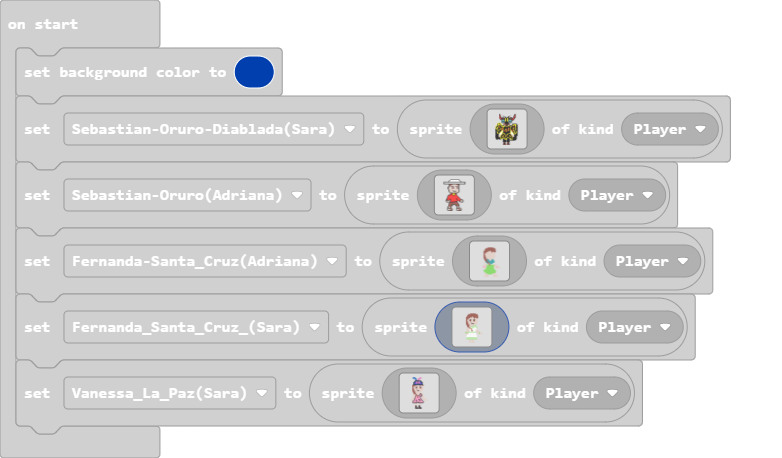 on start
set background color to
set Sebastian-Oruro-Diablada(Sara) to sprite of kind Player
set Sebastian-Oruro(Adriana) to sprite of kind Player
set Fernanda-Santa_Cruz(Adriana) to sprite of kind Player
set Fernanda_Santa_Cruz_(Sara) to sprite of kind Player
set Vanessa_La_Paz(Sara) to sprite of kind Player